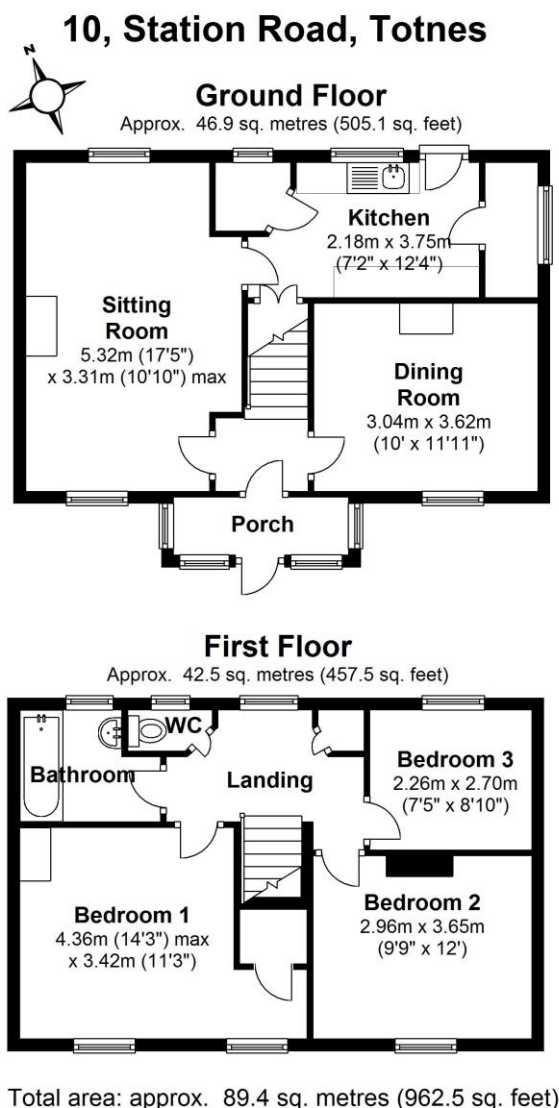 10, Station Road, Totnes
N
Ground Floor
Approx. 46.9 sq. metres (505.1 sq. feet)
Kitchen
2.18m x 3.75m
(7'2" x 12'4")
Sitting
Room
5.32m (17'5")
x 3.31m (10'10") max
Dining
Room
3.04m x 3.62m
(10' x 11'11")
Porch
First Floor
Approx. 42.5 sq. metres (457.5 sq. feet)
WC
Bathroom
Landing
Bedroom 3
2.26m x 2.70m
(7'5" x 8'10")
Bedroom 1
4.36m (14'3") max
x 3.42m (11'3")
Bedroom 2
2.96m x 3.65m
(9'9" x 12')
Total area: approx. 89.4 sq. metres (962.5 sq. feet)